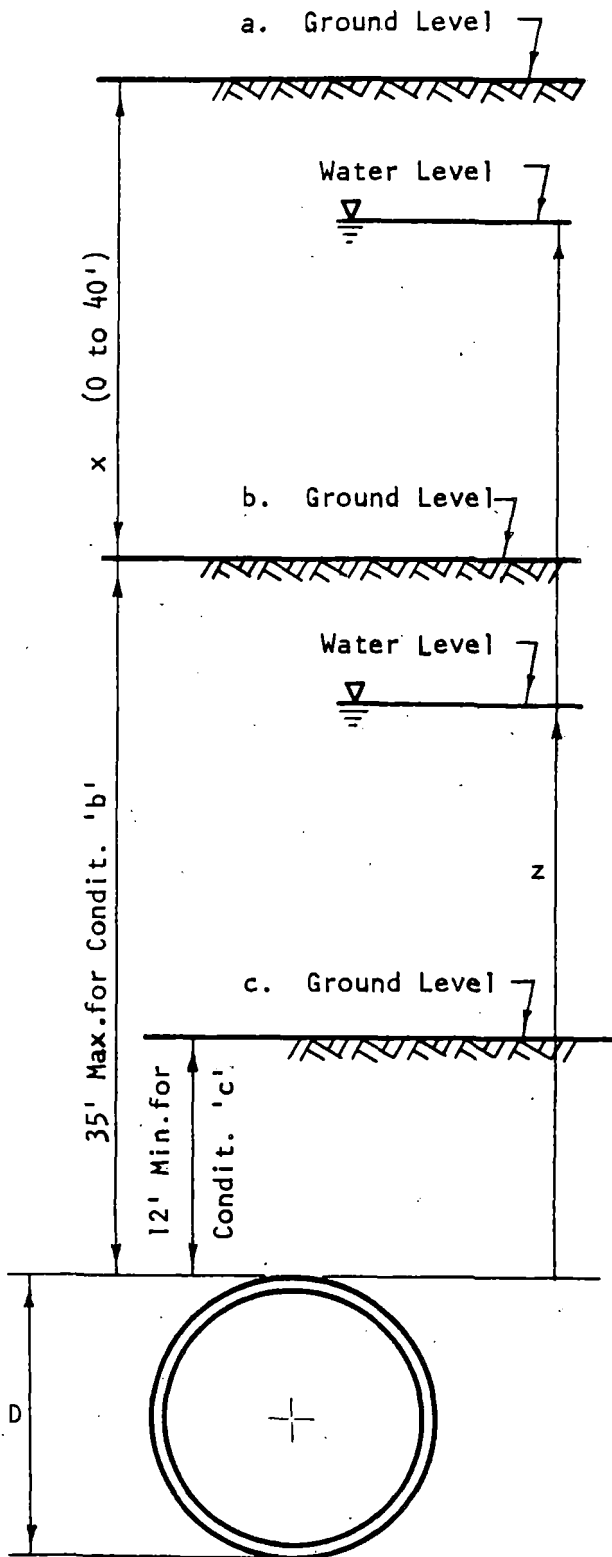 a. Ground Level
Water Level
x (0 to 40')
b. Ground Level
Water Level
35' Max.for Condit. 'b'
z
c. Ground Level
12' Min.for
Condit. 'c'
D